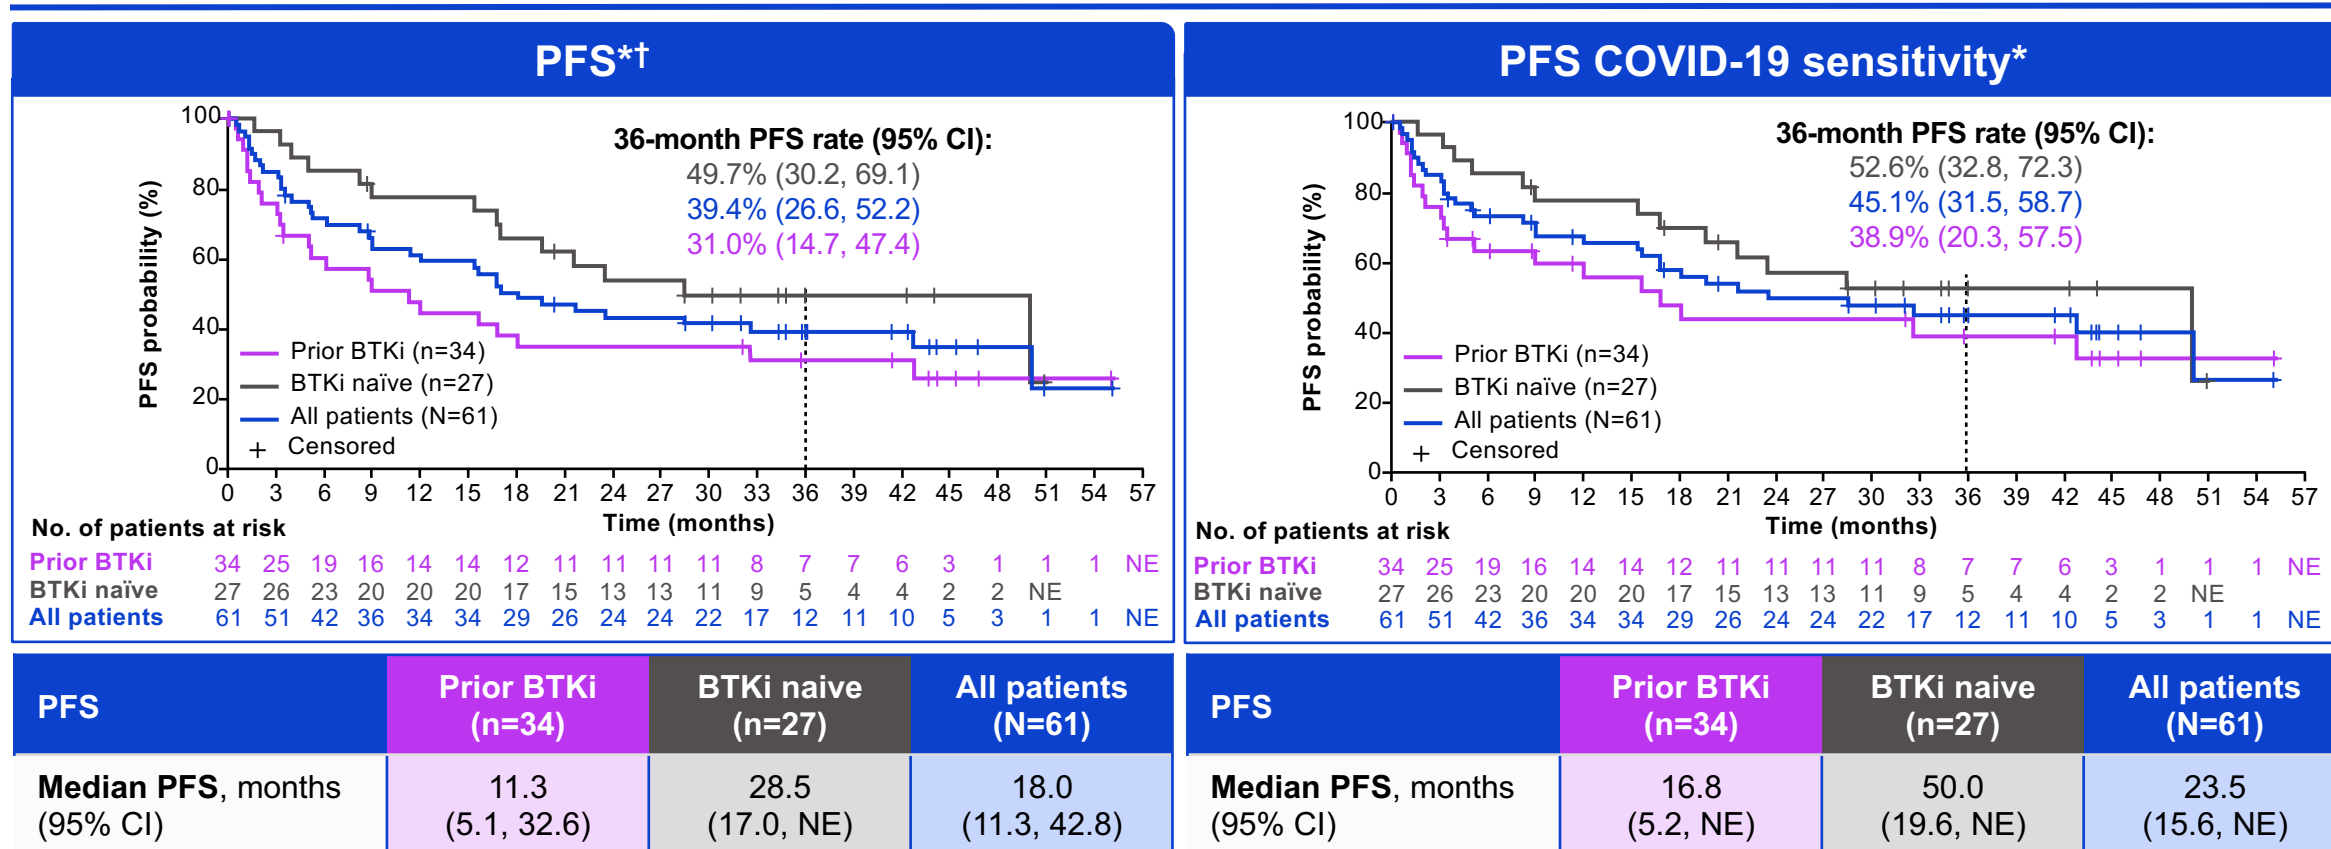 PFS*†
100
80
60
40
20
0
PFS probability (%)
36-month PFS rate (95% CI):
49.7% (30.2, 69.1)
39.4% (26.6, 52.2)
31.0% (14.7, 47.4)
Prior BTKi (n=34)
BTKi naïve (n=27)
All patients (N=61)
+ Censored
0 3 6 9 12 15 18 21 24 27 30 33 36 39 42 45 48 51 54 57
Time (months)
No. of patients at risk
Prior BTKi 34 25 19 16 14 14 12 11 11 11 11 8 7 7 6 3 1 1 1 NE
BTKi naïve 27 26 23 20 20 20 17 15 13 13 11 9 5 4 4 2 2 NE
All patients 61 51 42 36 34 34 29 26 24 24 22 17 12 11 10 5 3 1 1 NE
PFS COVID-19 sensitivity*
100
80
60
40
20
0
PFS probability (%)
36-month PFS rate (95% CI):
52.6% (32.8, 72.3)
45.1% (31.5, 58.7)
38.9% (20.3, 57.5)
Prior BTKi (n=34)
BTKi naïve (n=27)
All patients (N=61)
+ Censored
0 3 6 9 12 15 18 21 24 27 30 33 36 39 42 45 48 51 54 57
Time (months)
No. of patients at risk
Prior BTKi 34 25 19 16 14 14 12 11 11 11 11 8 7 7 6 3 1 1 1 NE
BTKi naïve 27 26 23 20 20 20 17 15 13 13 11 9 5 4 4 2 2 NE
All patients 61 51 42 36 34 34 29 26 24 24 22 17 12 11 10 5 3 1 1 NE
PFS
Prior BTKi
(n=34)
BTKi naive
(n=27)
All patients
(N=61)
Median PFS, months
(95% CI)
11.3
(5.1, 32.6)
28.5
(17.0, NE)
18.0
(11.3, 42.8)
PFS
Prior BTKi
(n=34)
BTKi naive
(n=27)
All patients
(N=61)
Median PFS, months
(95% CI)
16.8
(5.2, NE)
50.0
(19.6, NE)
23.5
(15.6, NE)